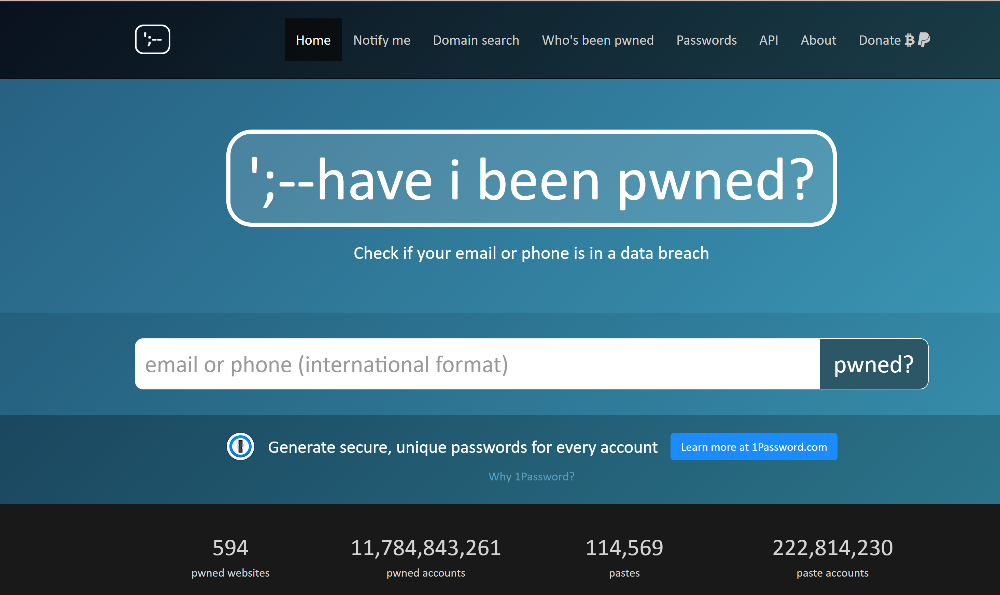 ';--
Home Notify me Domain search Who's been pwned Passwords API About Donate
';--have i been pwned?
Check if your email or phone is in a data breach
email or phone (international format) pwned?
Generate secure, unique passwords for every account Learn more at 1Password.com
Why 1Password?
594 11,784,843,261 114,569 222,814,230
pwned websites pwned accounts pastes paste accounts